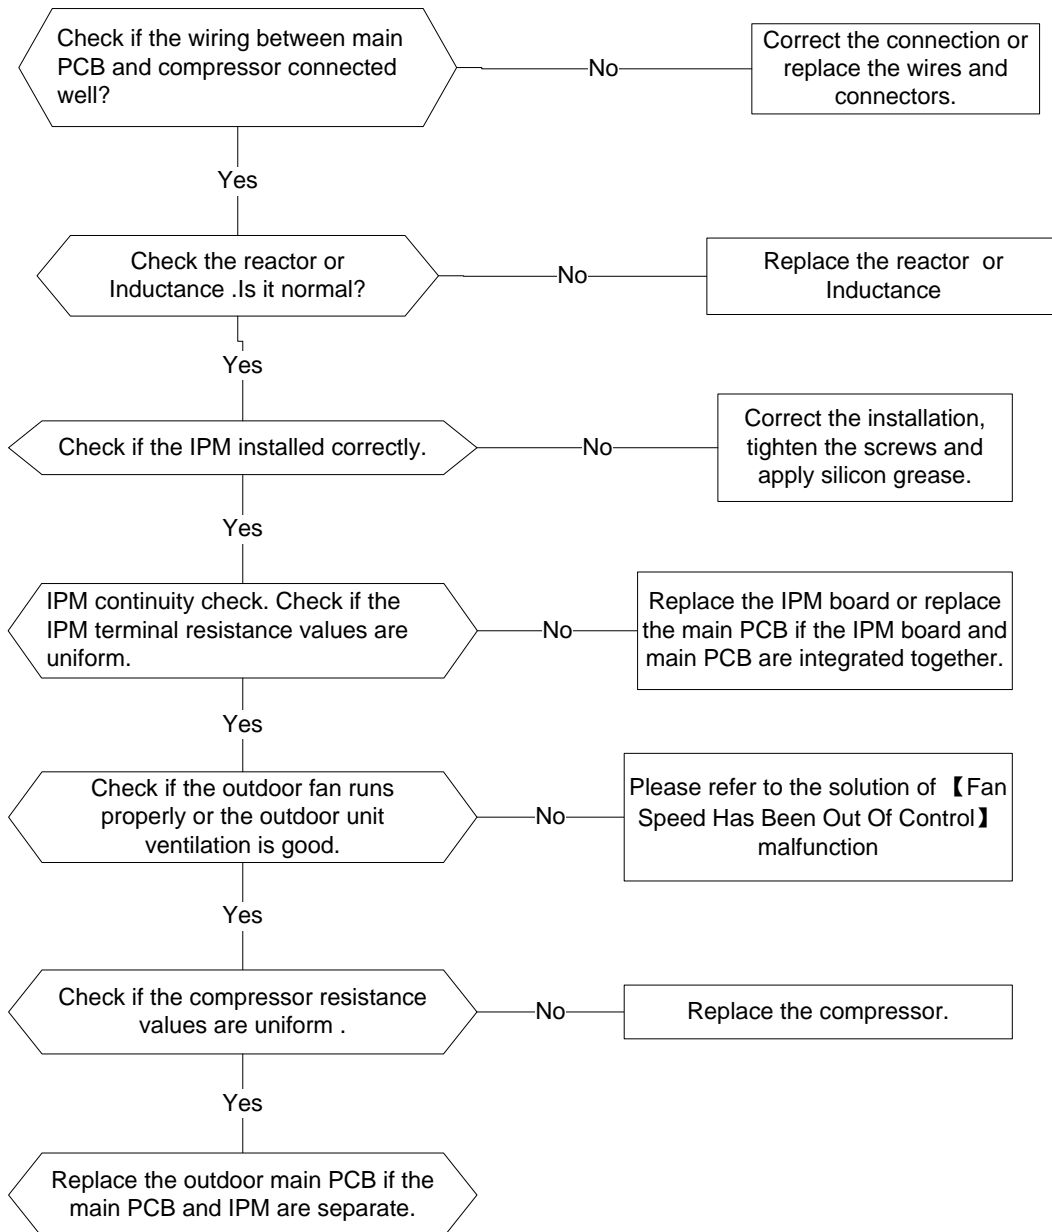 Check if the wiring between main
PCB and compressor connected
well?
No
Correct the connection or
replace the wires and
connectors.
Yes
Check the reactor or
Inductance .Is it normal?
No
Replace the reactor  or
Inductance
Yes
Check if the IPM installed correctly.
No
Correct the installation,
tighten the screws and
apply silicon grease.
Yes
IPM continuity check. Check if the
IPM terminal resistance values are
uniform.
No
Replace the IPM board or replace
the main PCB if the IPM board and
main PCB are integrated together.
Yes
Check if the outdoor fan runs
properly or the outdoor unit
ventilation is good.
No
Please refer to the solution of 【Fan
Speed Has Been Out Of Control】
malfunction
Yes
Check if the compressor resistance
values are uniform .
No
Replace the compressor.
Yes
Replace the outdoor main PCB if the
main PCB and IPM are separate.